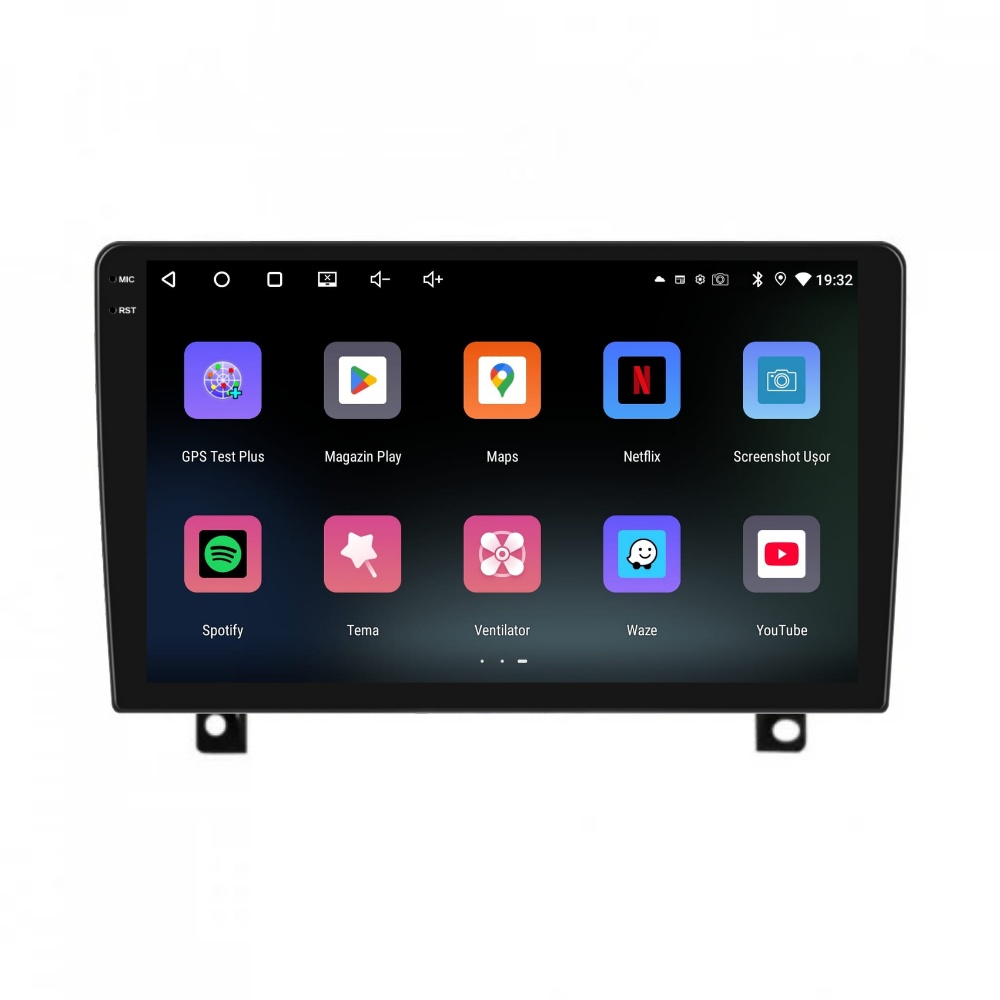 MIC
19:32
RST
GPS Test Plus
Magazin Play
Maps
Netflix
Screenshot Ușor
Spotify
Tema
Ventilator
Waze
YouTube